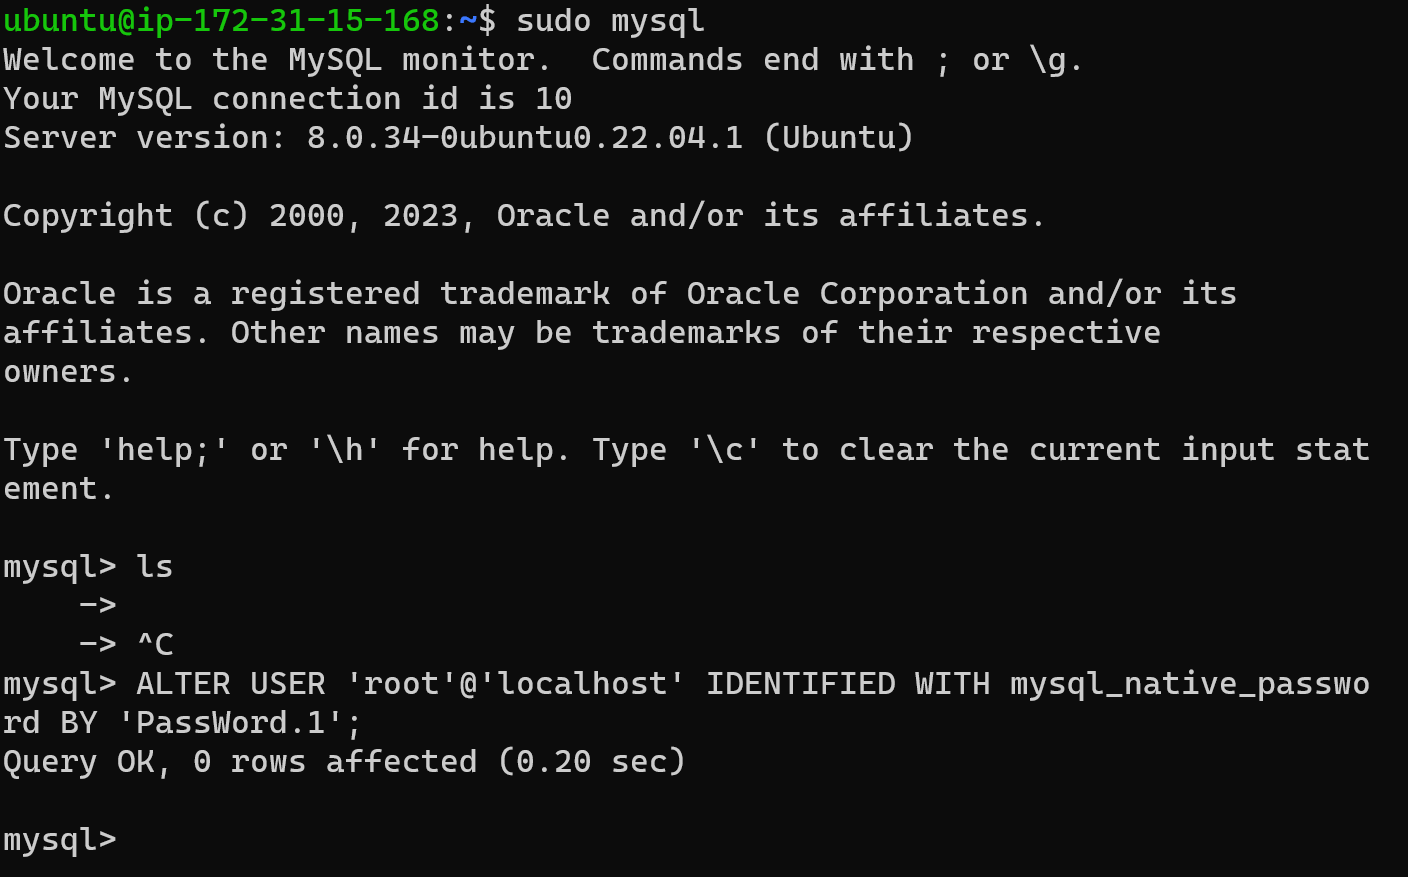 ubuntu@ip-172-31-15-168:~$ sudo mysql
Welcome to the MySQL monitor.  Commands end with ; or \g.
Your MySQL connection id is 10
Server version: 8.0.34-0ubuntu0.22.04.1 (Ubuntu)
Copyright (c) 2000, 2023, Oracle and/or its affiliates.
Oracle is a registered trademark of Oracle Corporation and/or its
affiliates. Other names may be trademarks of their respective
owners.
Type 'help;' or '\h' for help. Type '\c' to clear the current input stat
ement.
mysql> ls
    ->
    -> ^C
mysql> ALTER USER 'root'@'localhost' IDENTIFIED WITH mysql_native_passwo
rd BY 'PassWord.1';
Query OK, 0 rows affected (0.20 sec)
mysql>